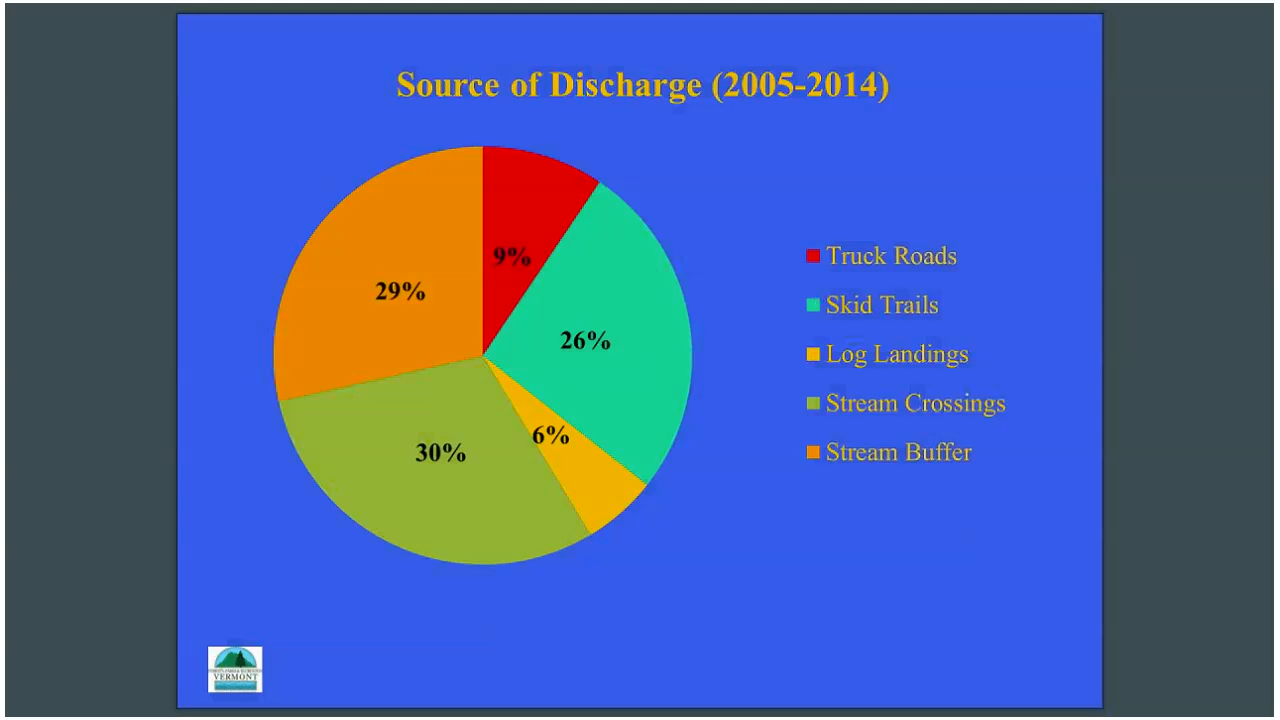 Source of Discharge (2005-2014)
9%
29%
26%
6%
30%
Truck Roads
Skid Trails
Log Landings
Stream Crossings
Stream Buffer
VERMONT